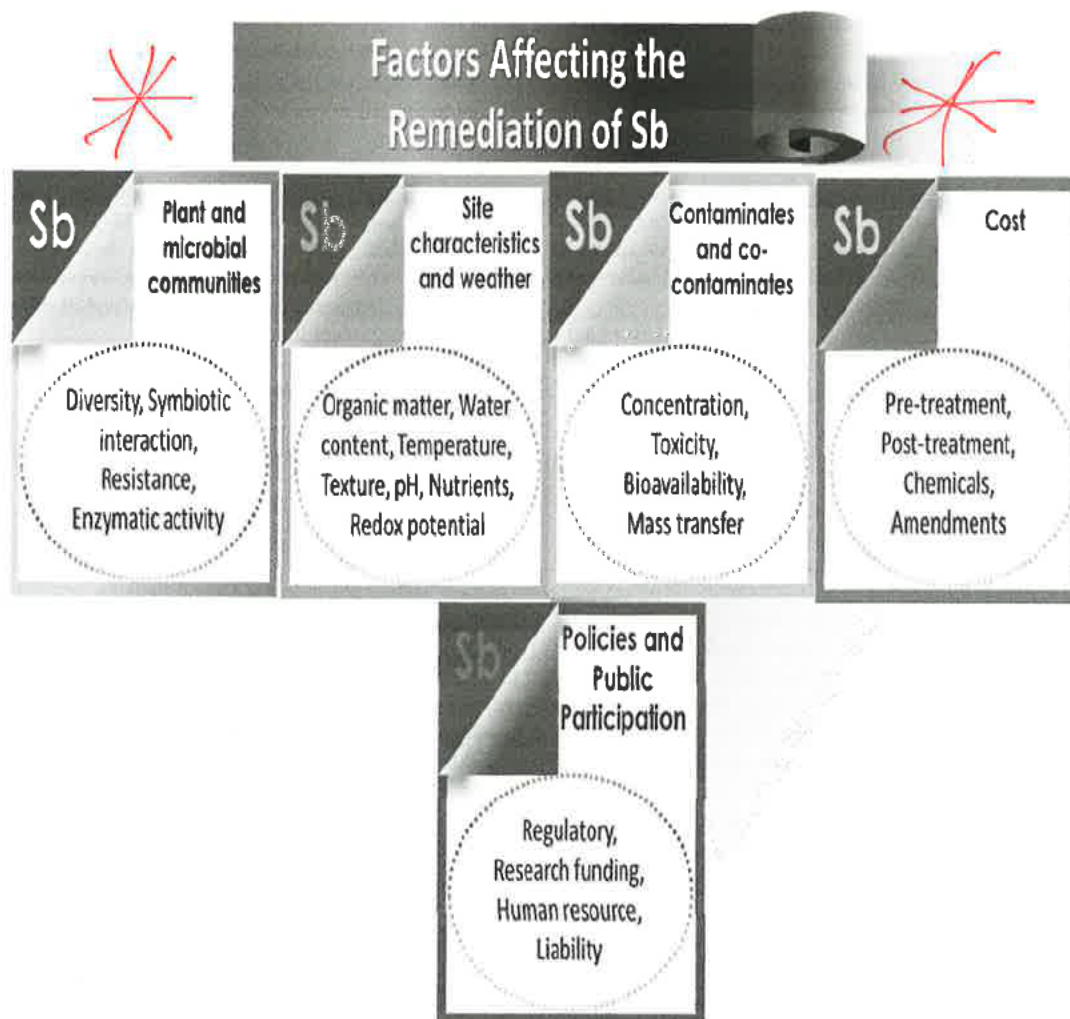 Factors Affecting the
Remediation of Sb
Sb
Plant and
microbial
communities
Diversity, Symbiotic
interaction,
Resistance,
Enzymatic activity
Sb
Site
characteristics
and weather
Organic matter, Water
content, Temperature,
Texture, pH, Nutrients,
Redox potential
Sb
Contaminates
and co-
contaminates
Concentration,
Toxicity,
Bioavailability,
Mass transfer
Sb
Cost
Pre-treatment,
Post-treatment,
Chemicals,
Amendments
Sb
Policies and
Public
Participation
Regulatory,
Research funding,
Human resource,
Liability